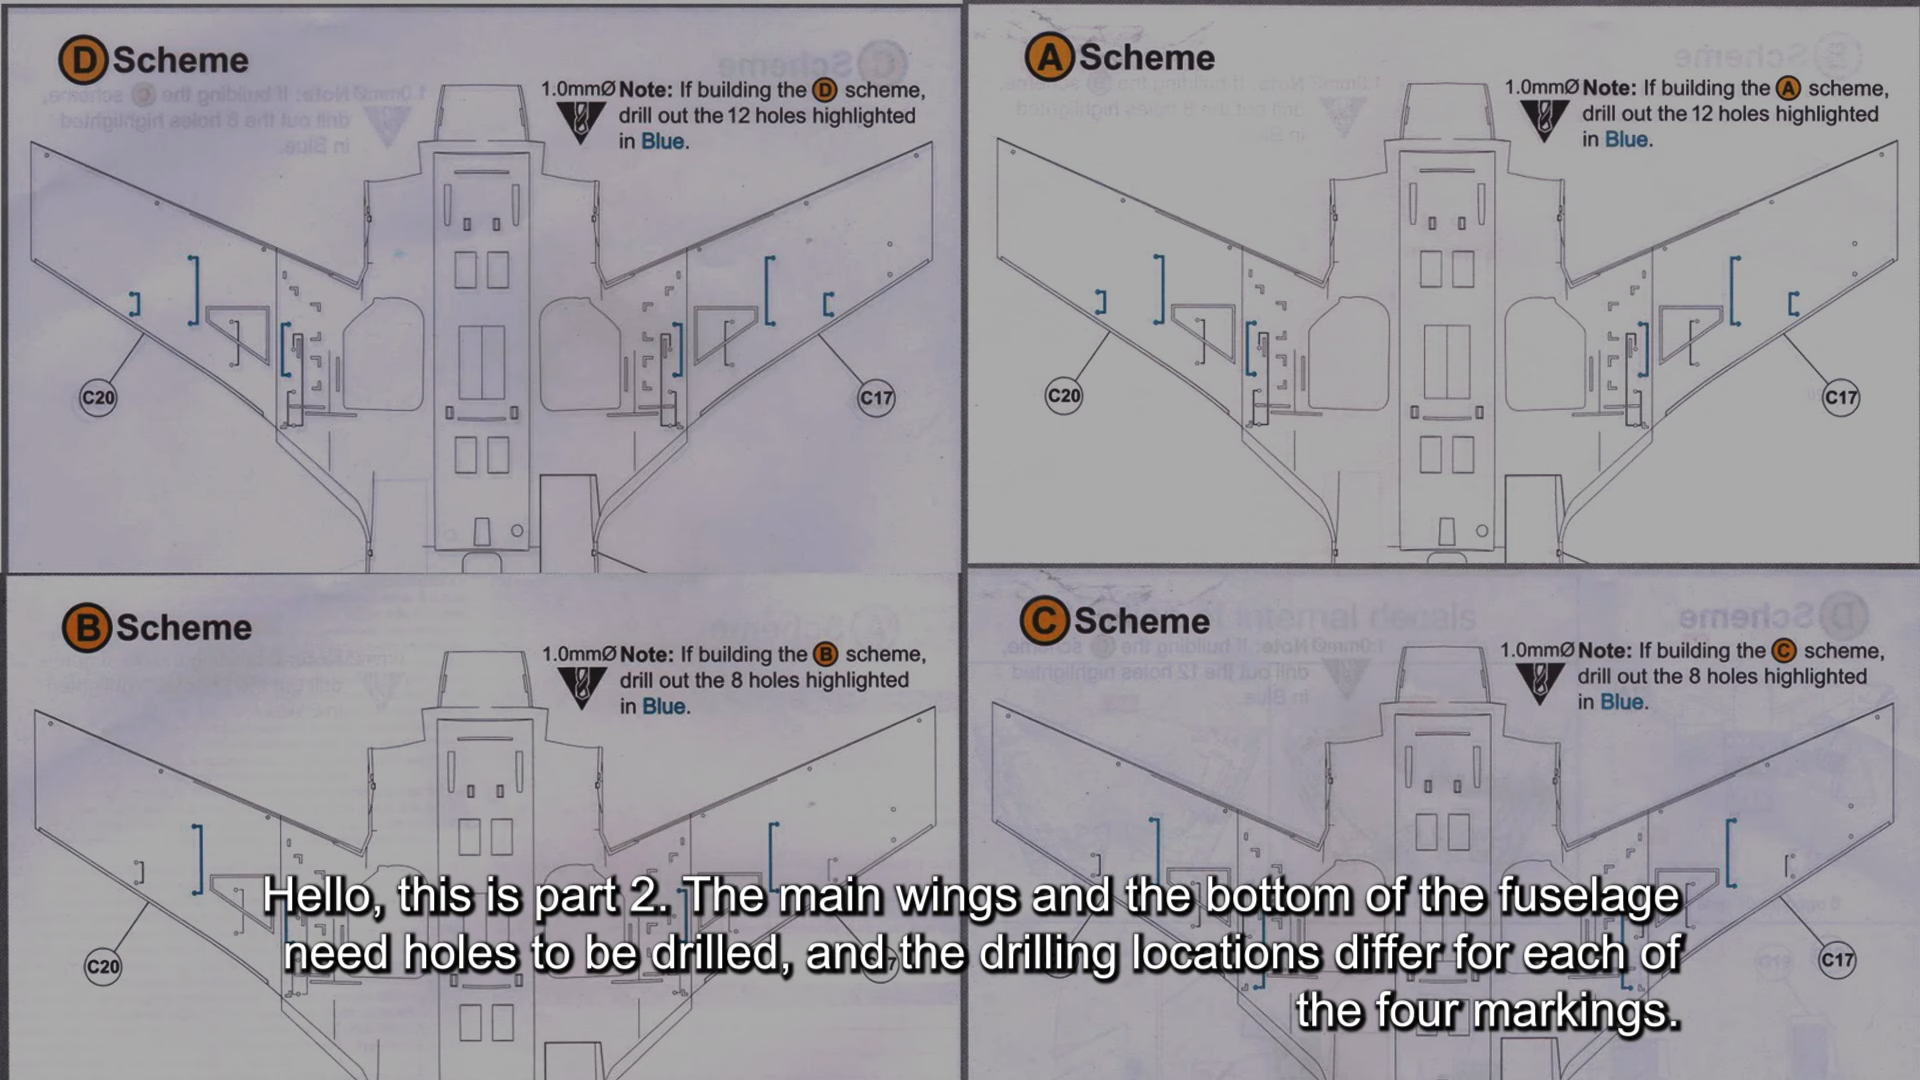 D Scheme
1.0mmØ Note: If building the D scheme,
drill out the 12 holes highlighted
in Blue.
C20
C17
A Scheme
1.0mmØ Note: If building the A scheme,
drill out the 12 holes highlighted
in Blue.
C20
C17
B Scheme
1.0mmØ Note: If building the B scheme,
drill out the 8 holes highlighted
in Blue.
C20
C Scheme
1.0mmØ Note: If building the C scheme,
drill out the 8 holes highlighted
in Blue.
C17
Hello, this is part 2. The main wings and the bottom of the fuselage
need holes to be drilled, and the drilling locations differ for each of
the four markings.